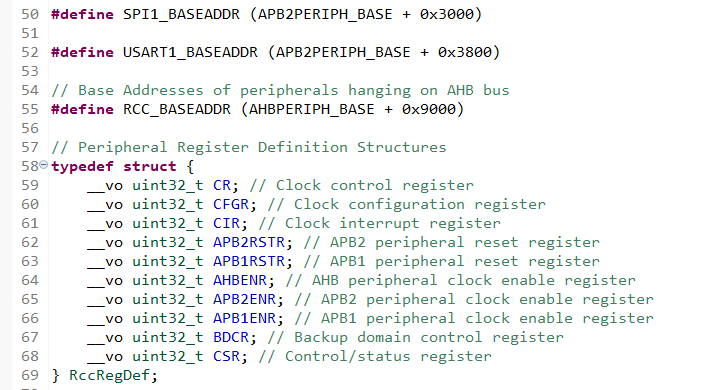 50 #define SPI1_BASEADDR (APB2PERIPH_BASE + 0x3000)
51
52 #define USART1_BASEADDR (APB2PERIPH_BASE + 0x3800)
53
54 // Base Addresses of peripherals hanging on AHB bus
55 #define RCC_BASEADDR (AHBPERIPH_BASE + 0x9000)
56
57 // Peripheral Register Definition Structures
58 typedef struct {
59     __vo uint32_t CR; // Clock control register
60     __vo uint32_t CFGR; // Clock configuration register
61     __vo uint32_t CIR; // Clock interrupt register
62     __vo uint32_t APB2RSTR; // APB2 peripheral reset register
63     __vo uint32_t APB1RSTR; // APB1 peripheral reset register
64     __vo uint32_t AHBENR; // AHB peripheral clock enable register
65     __vo uint32_t APB2ENR; // APB2 peripheral clock enable register
66     __vo uint32_t APB1ENR; // APB1 peripheral clock enable register
67     __vo uint32_t BDCR; // Backup domain control register
68     __vo uint32_t CSR; // Control/status register
69 } RccRegDef;